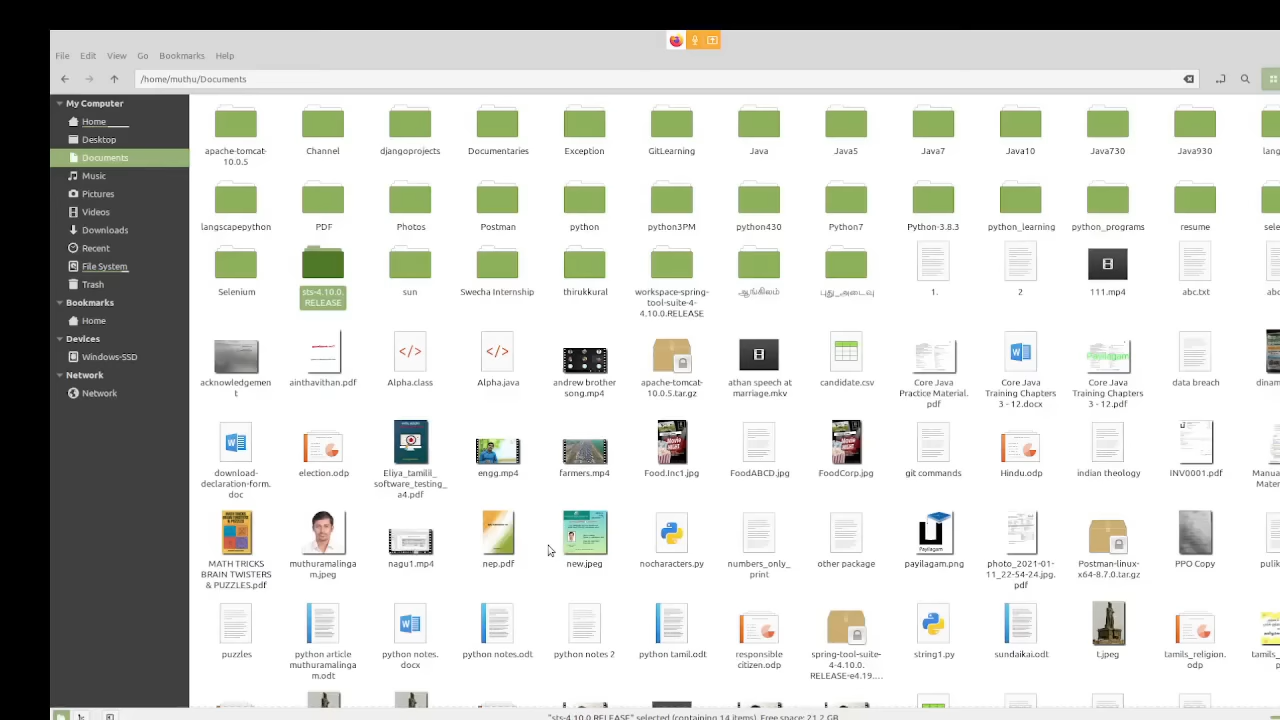 File Edit View Go Bookmarks Help
/home/muthu/Documents
My Computer
Home
Desktop
Documents
Music
Pictures
Videos
Downloads
Recent
File System
Trash
Bookmarks
Home
Devices
Windows-SSD
Network
Network
apache-tomcat-
10.0.5
Channel
djangoprojects
Documentaries
Exception
GitLearning
Java
Java5
Java7
Java10
Java730
Java930
lang
langscapepython
PDF
Photos
Postman
python
python3PM
python430
Python7
Python-3.8.3
python_learning
python_programs
resume
sele
Selenium
sts-4.10.0.
RELEASE
sun
Swecha Internship
thirukkural
workspace-spring-
tool-suite-4-
4.10.0.RELEASE
ஆங்கிலம்
புது_அடைவு
1.
2
111.mp4
abc.txt
abc
acknowledgemen
t
ainthavithan.pdf
Alpha.class
Alpha.java
andrew brother
song.mp4
apache-tomcat-
10.0.5.tar.gz
athan speech at
marriage.mkv
candidate.csv
Core Java
Practice Material.
pdf
Core Java
Training Chapters
3 - 12.docx
Core Java
Training Chapters
3 - 12.pdf
data breach
dinam
download-
declaration-form.
doc
election.odp
Eliya_tamilil_
software_testing_
a4.pdf
engg.mp4
farmers.mp4
Food.Inc1.jpg
FoodABCD.jpg
FoodCorp.jpg
git commands
Hindu.odp
indian theology
INV0001.pdf
Manua
Mater
MATH TRICKS
BRAIN TWISTERS
& PUZZLES.pdf
muthuramalinga
m.jpeg
nagu1.mp4
nep.pdf
new.jpeg
nocharacters.py
numbers_only_
print
other package
Payilagam
payilagam.png
photo_2021-01-
11_22-54-24.jpg.
pdf
Postman-linux-
x64-8.7.0.tar.gz
PPO Copy
pulik
puzzles
python article
muthuramalinga
m.odt
python notes.
docx
python notes.odt
python notes 2
python tamil.odt
responsible
citizen.odp
spring-tool-suite-
4-4.10.0.
RELEASE-e4.19....
string1.py
sundaikai.odt
t.jpeg
tamils_religion.
odp
tamils_
p
"sts-4.10.0.RELEASE" selected (containing 14 items), Free space: 21.2 GB